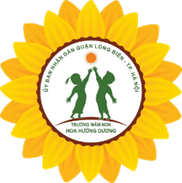 ỦY BAN NHÂN DÂN QUẬN LONG BIÊN - TP. HÀ NỘI
TRƯỜNG MẦM NON
HOA HƯỚNG DƯƠNG